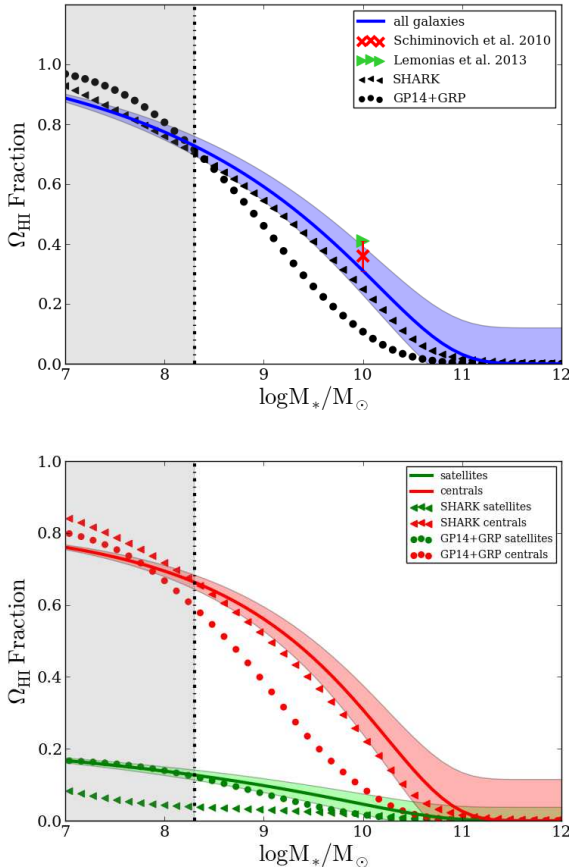 all galaxies
Schiminovich et al. 2010
Lemonias et al. 2013
SHARK
GP14+GRP
1.0
0.8
0.6
0.4
0.2
0.0
Ω_HI Fraction
7 8 9 10 11 12
logM_*/M_⊙
satellites
centrals
SHARK satellites
SHARK centrals
GP14+GRP satellites
GP14+GRP centrals
1.0
0.8
0.6
0.4
0.2
0.0
Ω_HI Fraction
7 8 9 10 11 12
logM_*/M_⊙